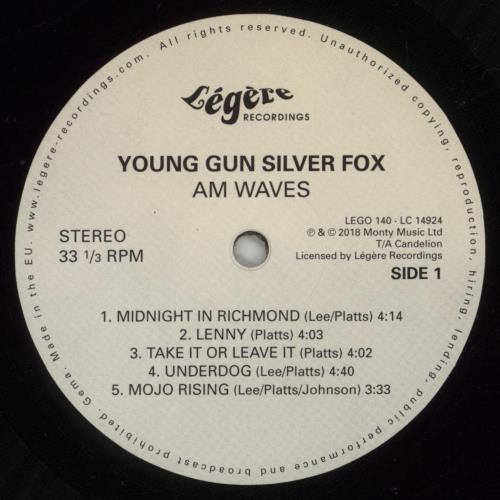 Légère
RECORDINGS
YOUNG GUN SILVER FOX
AM WAVES
STEREO
33 1/3 RPM
LEGO 140 - LC 14924
℗ & © 2018 Monty Music Ltd
T/A Candelion
Licensed by Légère Recordings
SIDE 1
1. MIDNIGHT IN RICHMOND (Lee/Platts) 4:14
2. LENNY (Platts) 4:03
3. TAKE IT OR LEAVE IT (Platts) 4:02
4. UNDERDOG (Lee/Platts) 4:40
5. MOJO RISING (Lee/Platts/Johnson) 3:33
Made in the EU. www.légère-recordings.com. All rights reserved. Unauthorized copying, reproduction, hiring, lending, public performance and broadcast prohibited. Gema.